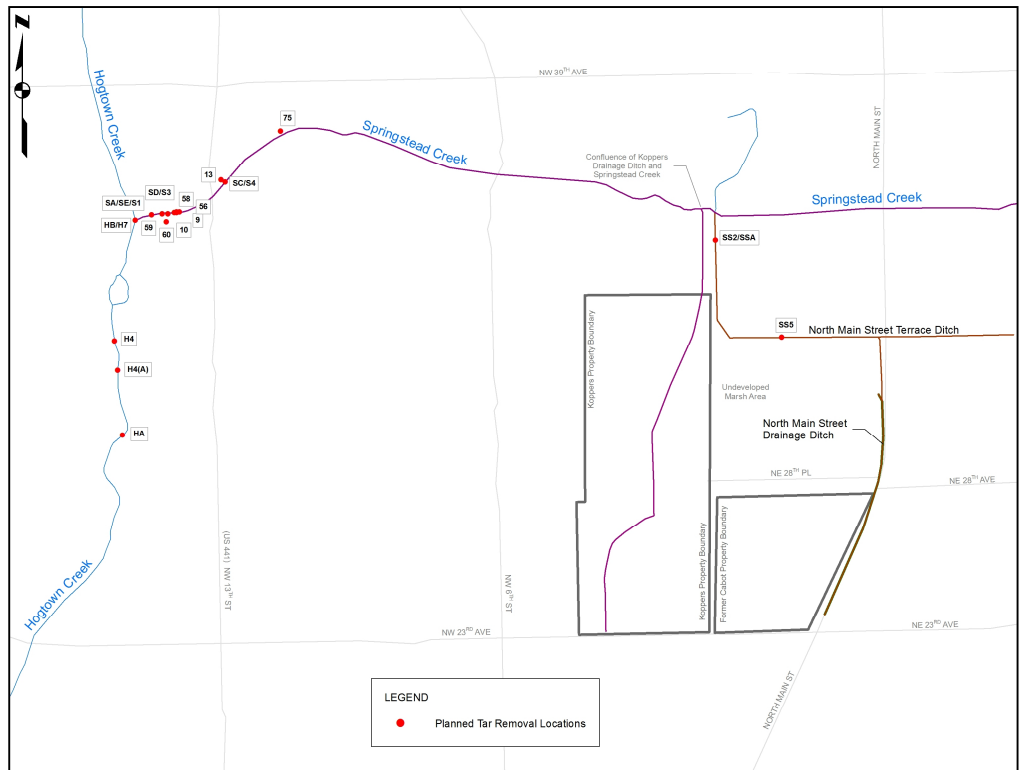 N
Hogtown Creek
NW 39TH AVE
NORTH MAIN ST
75
Springstead Creek
Confluence of Koppers
Drainage Ditch and
Springstead Creek
13
SC/S4
SD/S3
58
SA/SE/S1
56
HB/H7
59
60
10
9
Springstead Creek
SS2/SSA
H4
H4(A)
HA
SS5
North Main Street Terrace Ditch
Koppers Property Boundary
Undeveloped
Marsh Area
North Main Street
Drainage Ditch
NE 28TH PL
NE 28TH AVE
(US 441) NW 13TH ST
NW 6TH ST
Koppers Property Boundary
Former Cabot Property Boundary
Hogtown Creek
NW 23RD AVE
NE 23RD AVE
NORTH MAIN ST
LEGEND
Planned Tar Removal Locations